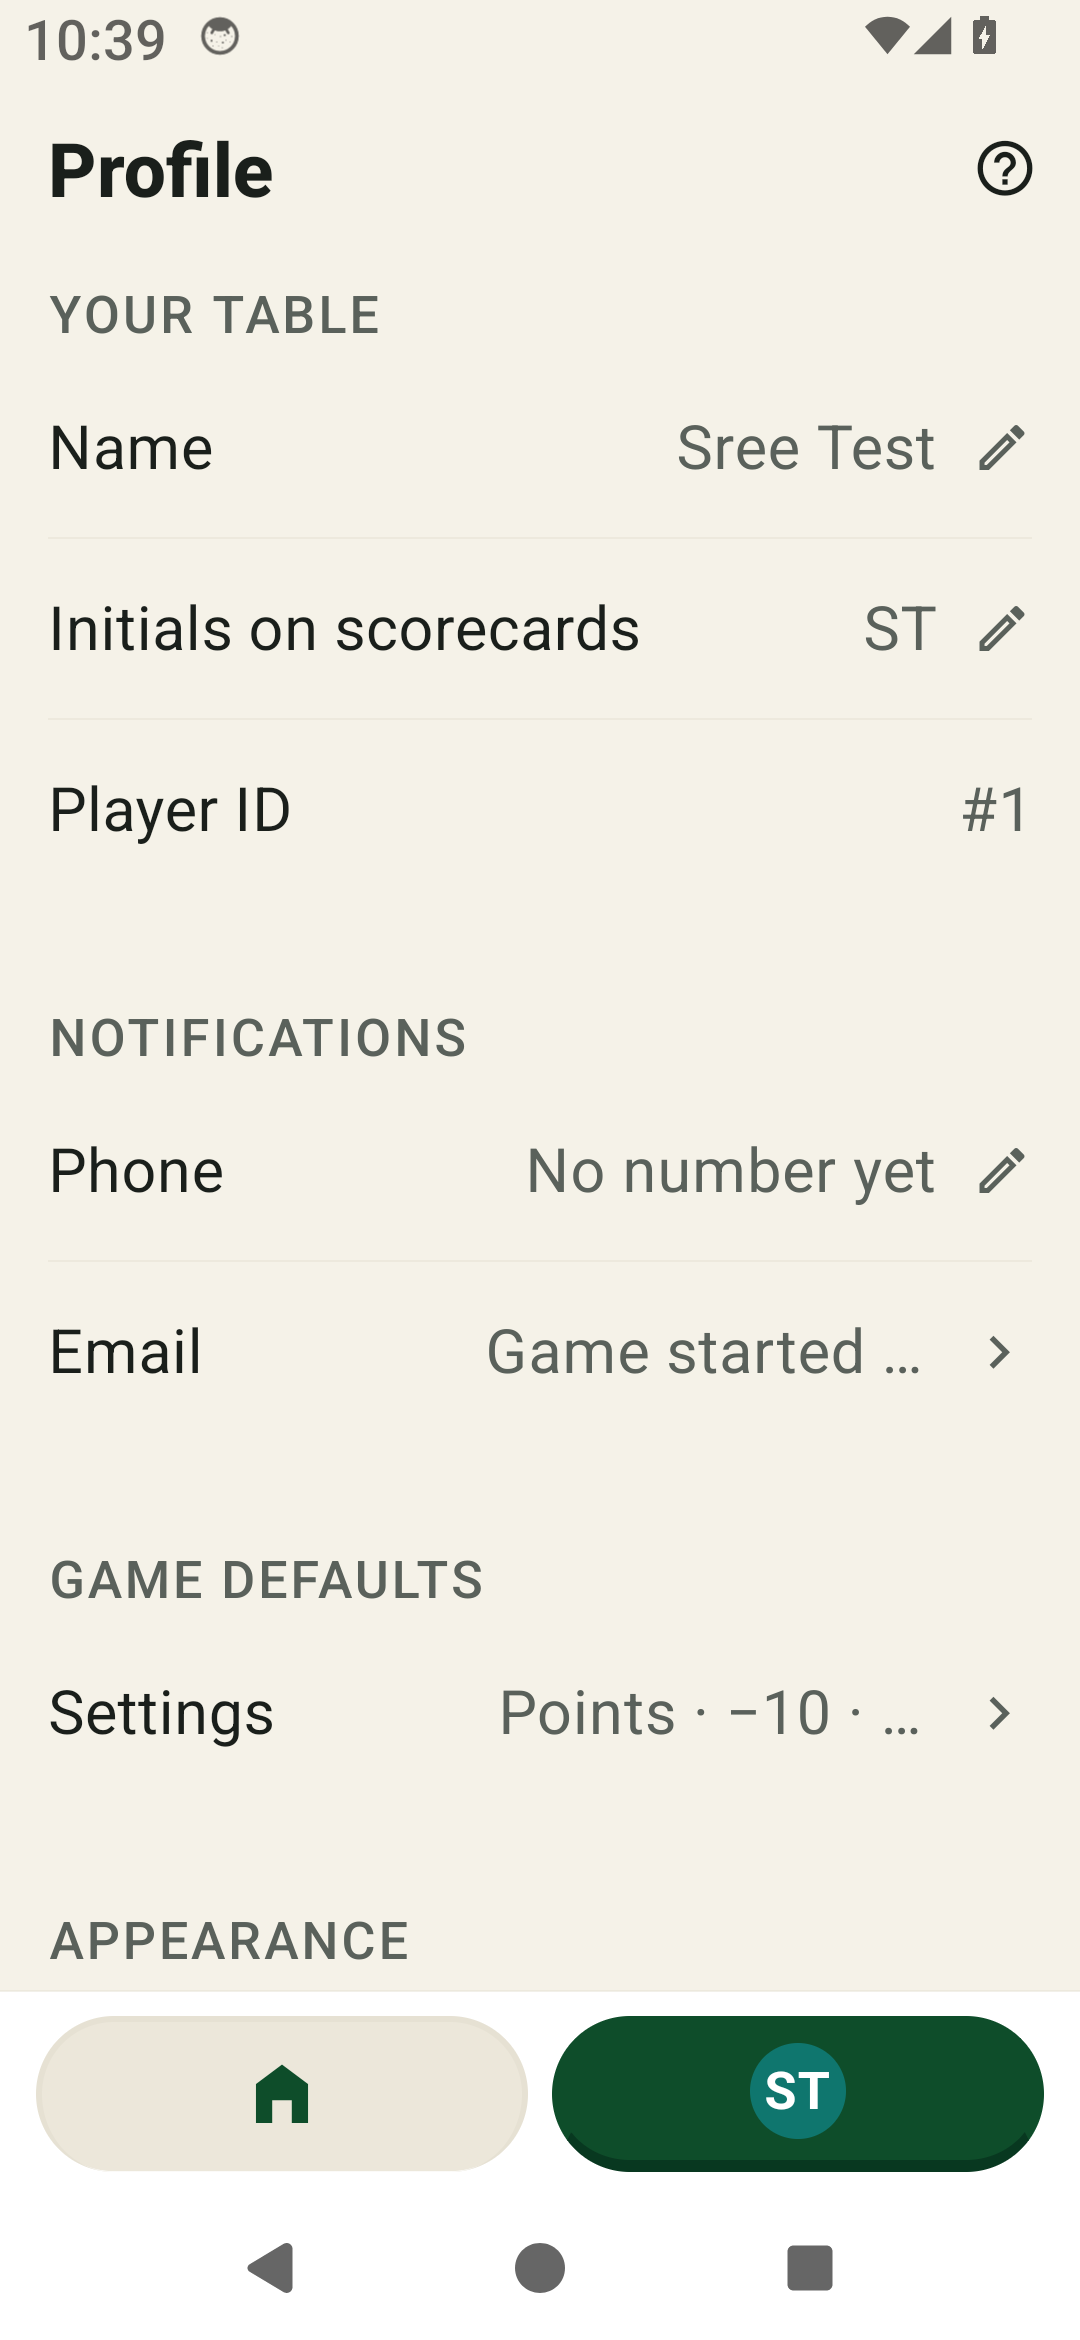 10:39
Profile
YOUR TABLE
Name Sree Test
Initials on scorecards ST
Player ID #1
NOTIFICATIONS
Phone No number yet
Email Game started ...
GAME DEFAULTS
Settings Points · −10 · ...
APPEARANCE
ST